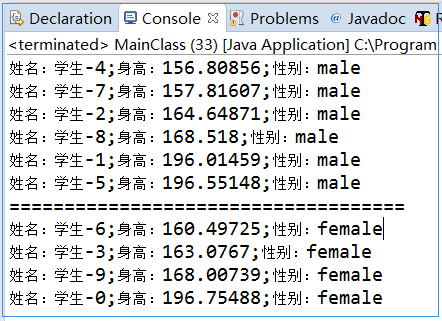 Declaration Console Problems Javadoc
<terminated> MainClass (33) [Java Application] C:\Program
姓名：学生-4;身高：156.80856;性别：male
姓名：学生-7;身高：157.81607;性别：male
姓名：学生-2;身高：164.64871;性别：male
姓名：学生-8;身高：168.518;性别：male
姓名：学生-1;身高：196.01459;性别：male
姓名：学生-5;身高：196.55148;性别：male
====================================
姓名：学生-6;身高：160.49725;性别：female
姓名：学生-3;身高：163.0767;性别：female
姓名：学生-9;身高：168.00739;性别：female
姓名：学生-0;身高：196.75488;性别：female